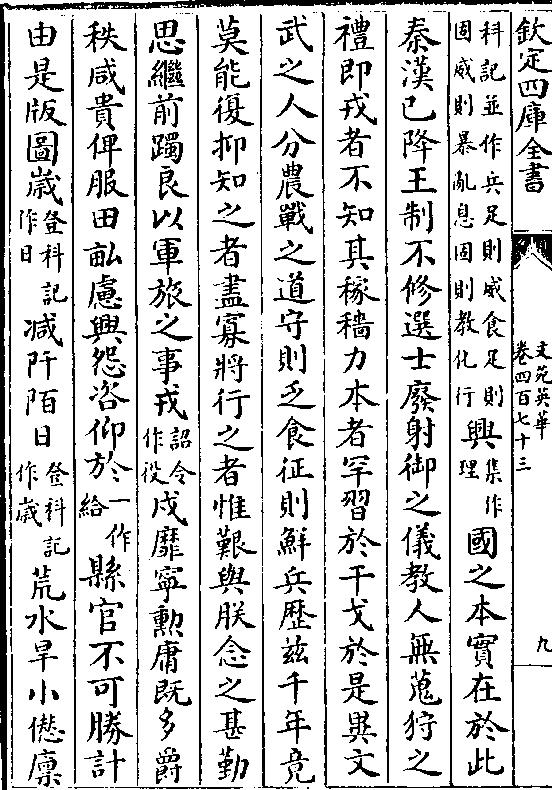 欽定四庫全書
文苑英華
卷四百七十三
九
科記並作兵足則威食足則
固威則暴亂息固則教化行
興集作
理
國之本實在於此
秦漢已降王制不修選士廢射御之儀教人無蒐狩之
禮即戎者不知其稼穡力本者罕習於干戈於是異文
武之人分農戰之道守則乏食征則鮮兵歷兹千年竟
莫能復抑知之者盡寡將行之者惟艱與朕念之甚勤
思繼前躅良以軍旅之事戎
詔令
作役
戍靡寧勲庸既多爵
秩咸貴俾服田畝慮興怨咨仰於
一作
給
縣官不可勝計
由是版圖嵗
登科記
作日
減阡陌日
登科記
作嵗
荒水旱小愆廪